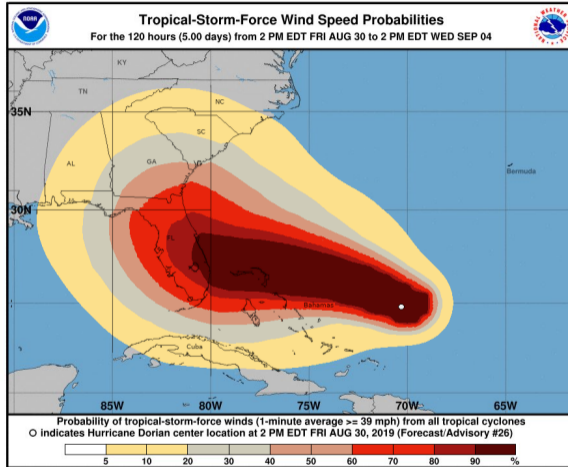 Tropical-Storm-Force Wind Speed Probabilities
For the 120 hours (5.00 days) from 2 PM EDT FRI AUG 30 to 2 PM EDT WED SEP 04
NOAA
KY
TN
NC
35N
SC
AL
GA
Bermuda
30N
FL
Bahamas
Cuba
85W 80W 75W 70W 65W
Probability of tropical-storm-force winds (1-minute average >= 39 mph) from all tropical cyclones
O indicates Hurricane Dorian center location at 2 PM EDT FRI AUG 30, 2019 (Forecast/Advisory #26)
5 10 20 30 40 50 60 70 80 90 %